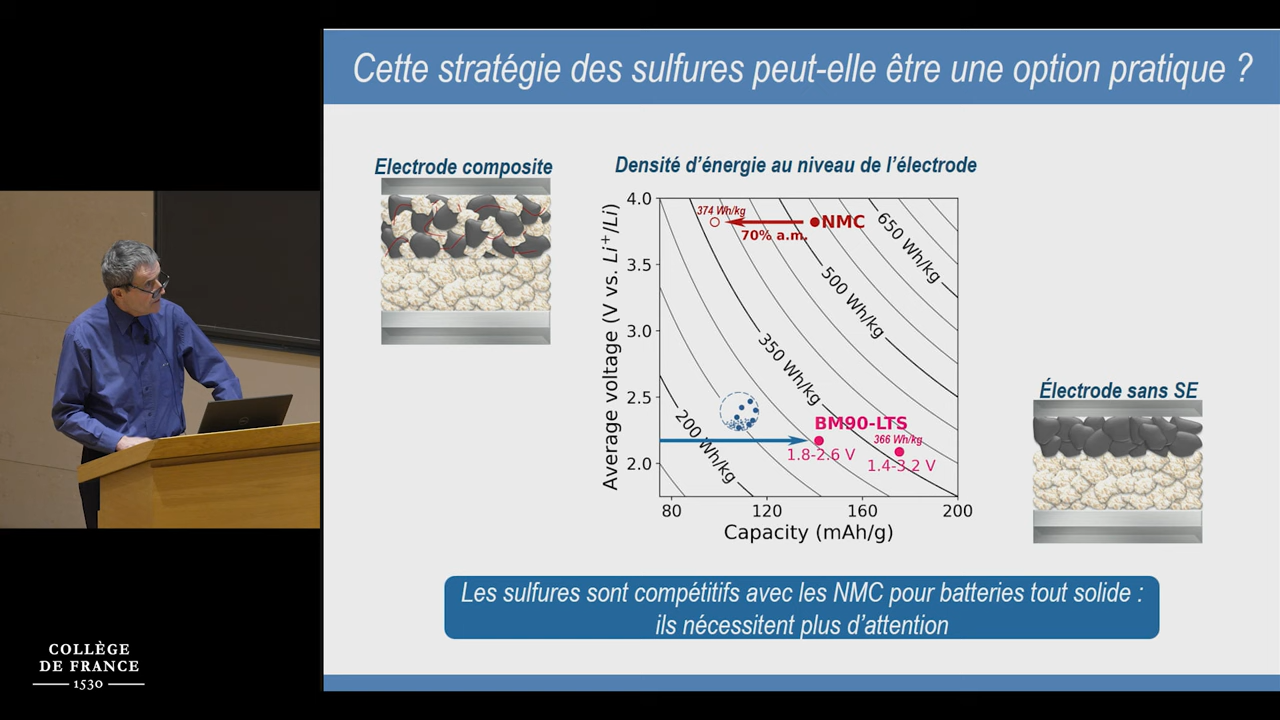 Cette stratégie des sulfures peut-elle être une option pratique ?
Electrode composite
Densité d'énergie au niveau de l'électrode
4.0
3.5
3.0
2.5
2.0
Average voltage (V vs. Li⁺/Li)
374 Wh/kg
NMC
70% a.m.
650 Wh/kg
500 Wh/kg
350 Wh/kg
200 Wh/kg
BM90-LTS
366 Wh/kg
1.8-2.6 V
1.4-3.2 V
80
120
160
200
Capacity (mAh/g)
Électrode sans SE
Les sulfures sont compétitifs avec les NMC pour batteries tout solide :
ils nécessitent plus d'attention
COLLÈGE
DE FRANCE
1530